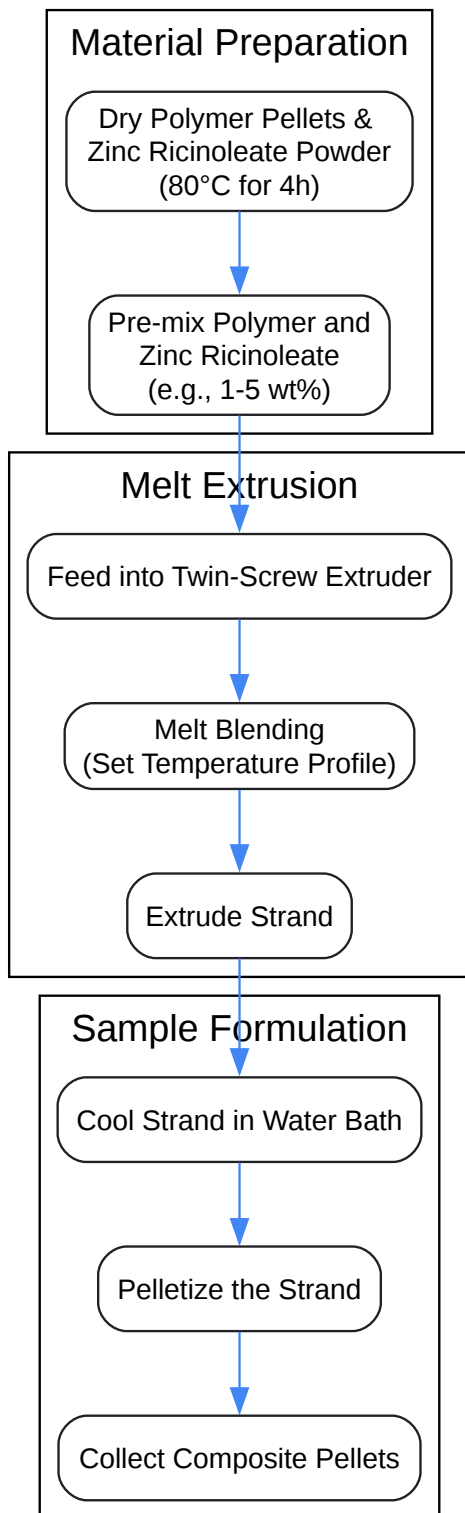 Material Preparation
Dry Polymer Pellets &
Zinc Ricinoleate Powder
(80°C for 4h)
Pre-mix Polymer and
Zinc Ricinoleate
(e.g., 1-5 wt%)
Melt Extrusion
Feed into Twin-Screw Extruder
Melt Blending
(Set Temperature Profile)
Extrude Strand
Sample Formulation
Cool Strand in Water Bath
Pelletize the Strand
Collect Composite Pellets